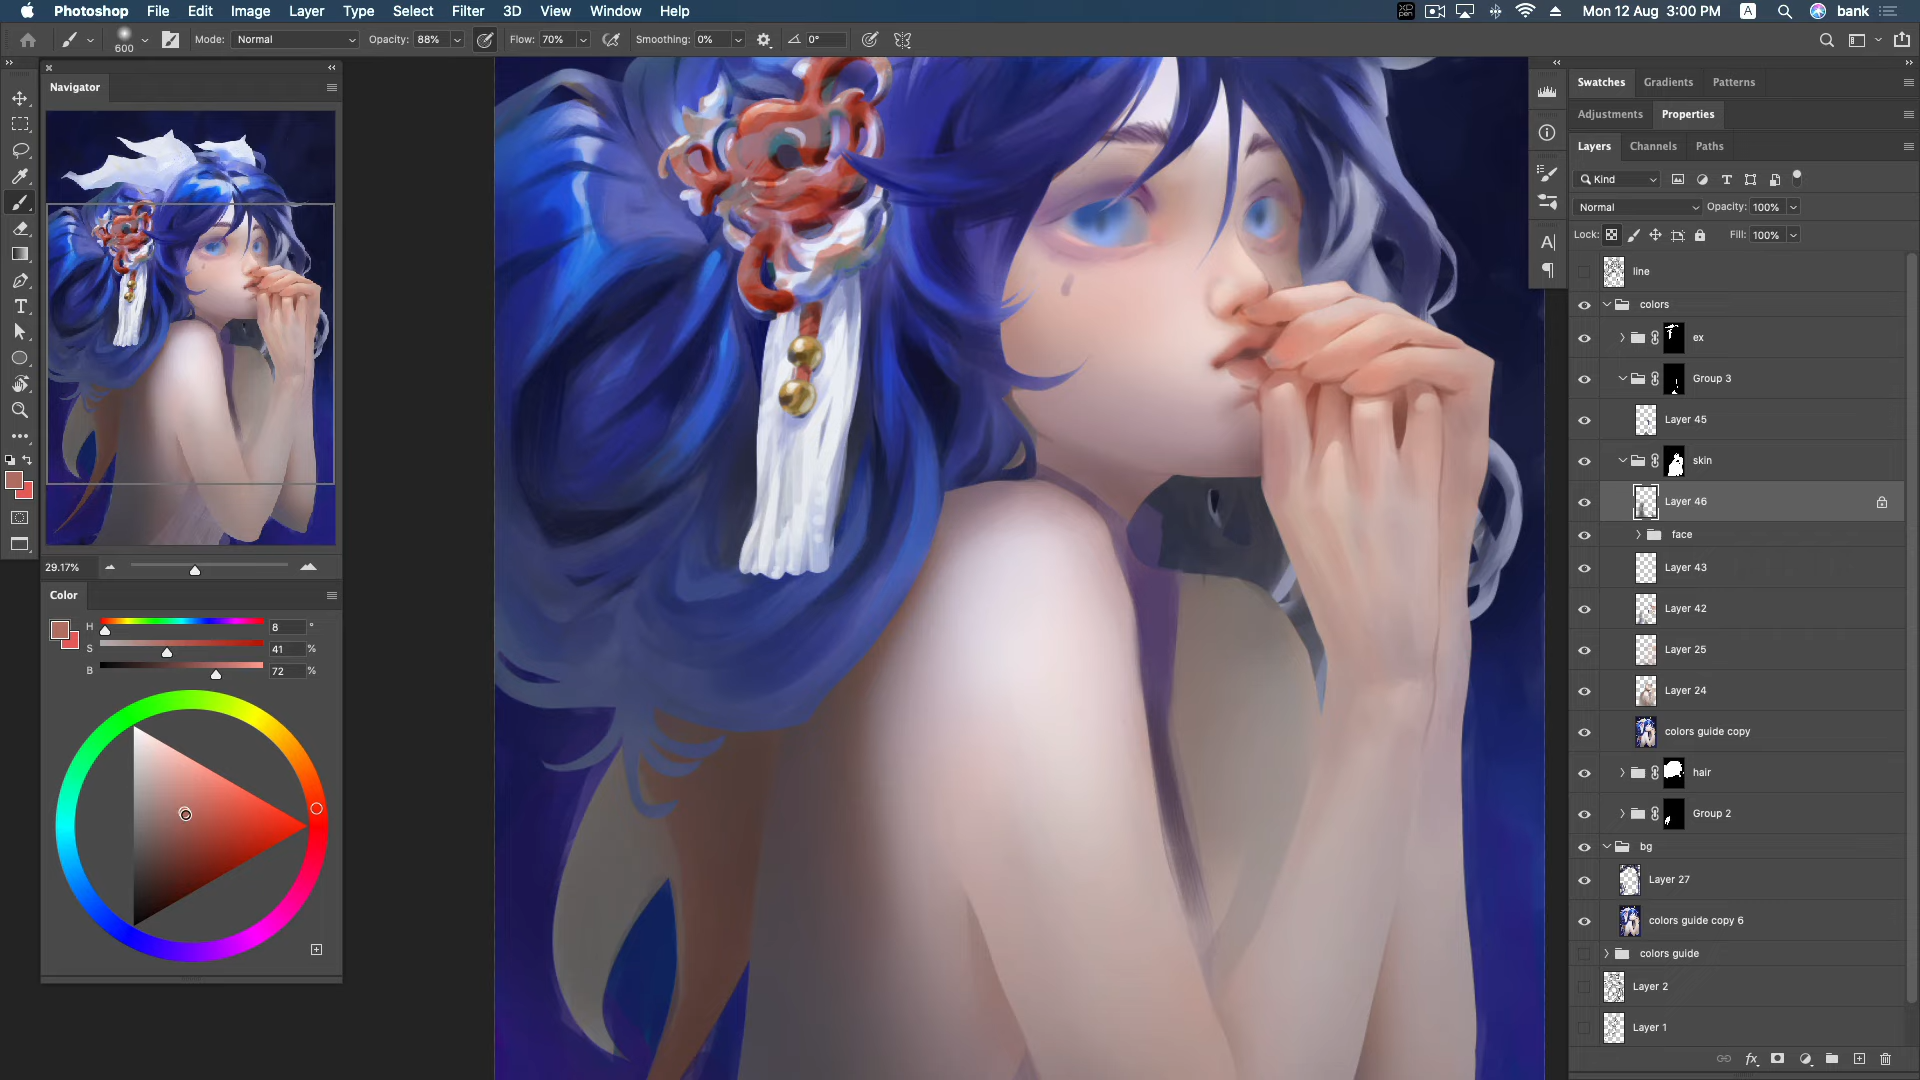 Photoshop File Edit Image Layer Type Select Filter 3D View Window Help
Mon 12 Aug 3:00 PM A bank
600 Mode: Normal Opacity: 88% Flow: 70% Smoothing: 0% 0°
Navigator
29.17%
Color
H 8 °
S 41 %
B 72 %
Swatches Gradients Patterns
Adjustments Properties
Layers Channels Paths
Kind
Normal Opacity: 100%
Lock: Fill: 100%
line
colors
ex
Group 3
Layer 45
skin
Layer 46
face
Layer 43
Layer 42
Layer 25
Layer 24
colors guide copy
hair
Group 2
bg
Layer 27
colors guide copy 6
colors guide
Layer 2
Layer 1